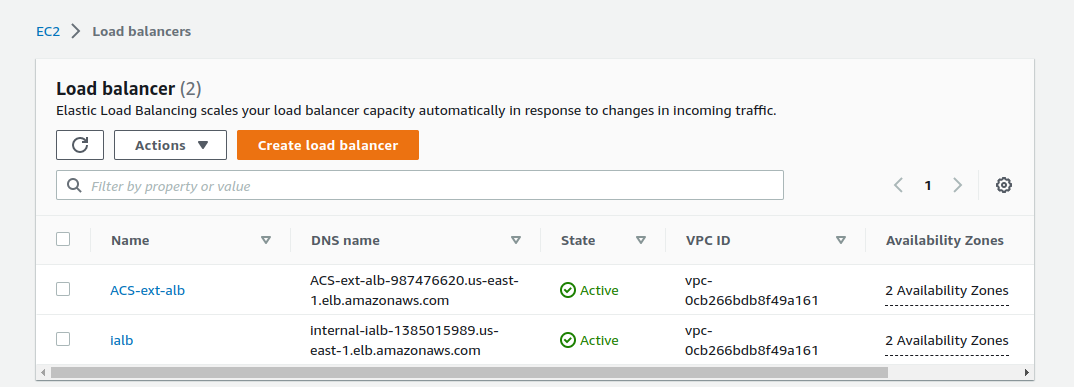 EC2 Load balancers
Load balancer (2)
Elastic Load Balancing scales your load balancer capacity automatically in response to changes in incoming traffic.
Actions Create load balancer
Filter by property or value 1
Name DNS name State VPC ID Availability Zones
ACS-ext-alb ACS-ext-alb-987476620.us-east-1.elb.amazonaws.com Active vpc-0cb266bdb8f49a161 2 Availability Zones
ialb internal-ialb-1385015989.us-east-1.elb.amazonaws.com Active vpc-0cb266bdb8f49a161 2 Availability Zones